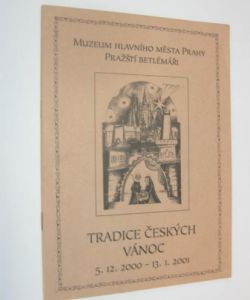 Muzeum hlavního města Prahy
Pražští betlémáři
TRADICE ČESKÝCH
VÁNOC
5. 12. 2000 – 13. 1. 2001